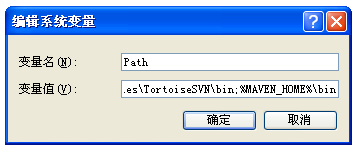 编辑系统变量
变量名(N):
Path
变量值(V):
.es\TortoiseSVN\bin;%MAVEN_HOME%\bin
确定
取消